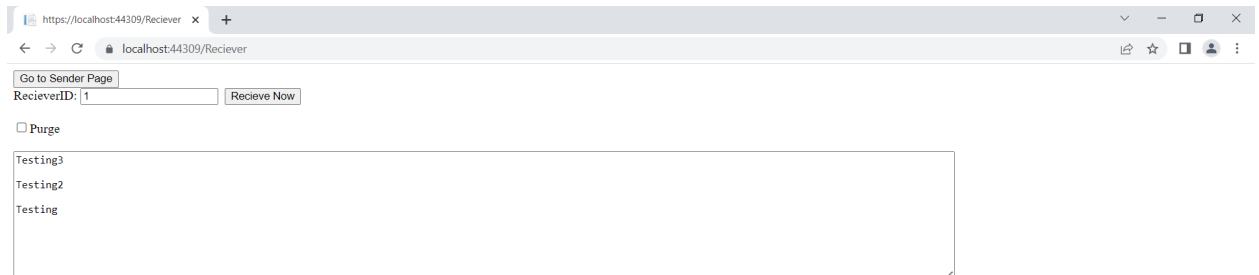 https://localhost:44309/Reciever
localhost:44309/Reciever
Go to Sender Page
RecieverID: 1 Recieve Now
Purge
Testing3
Testing2
Testing